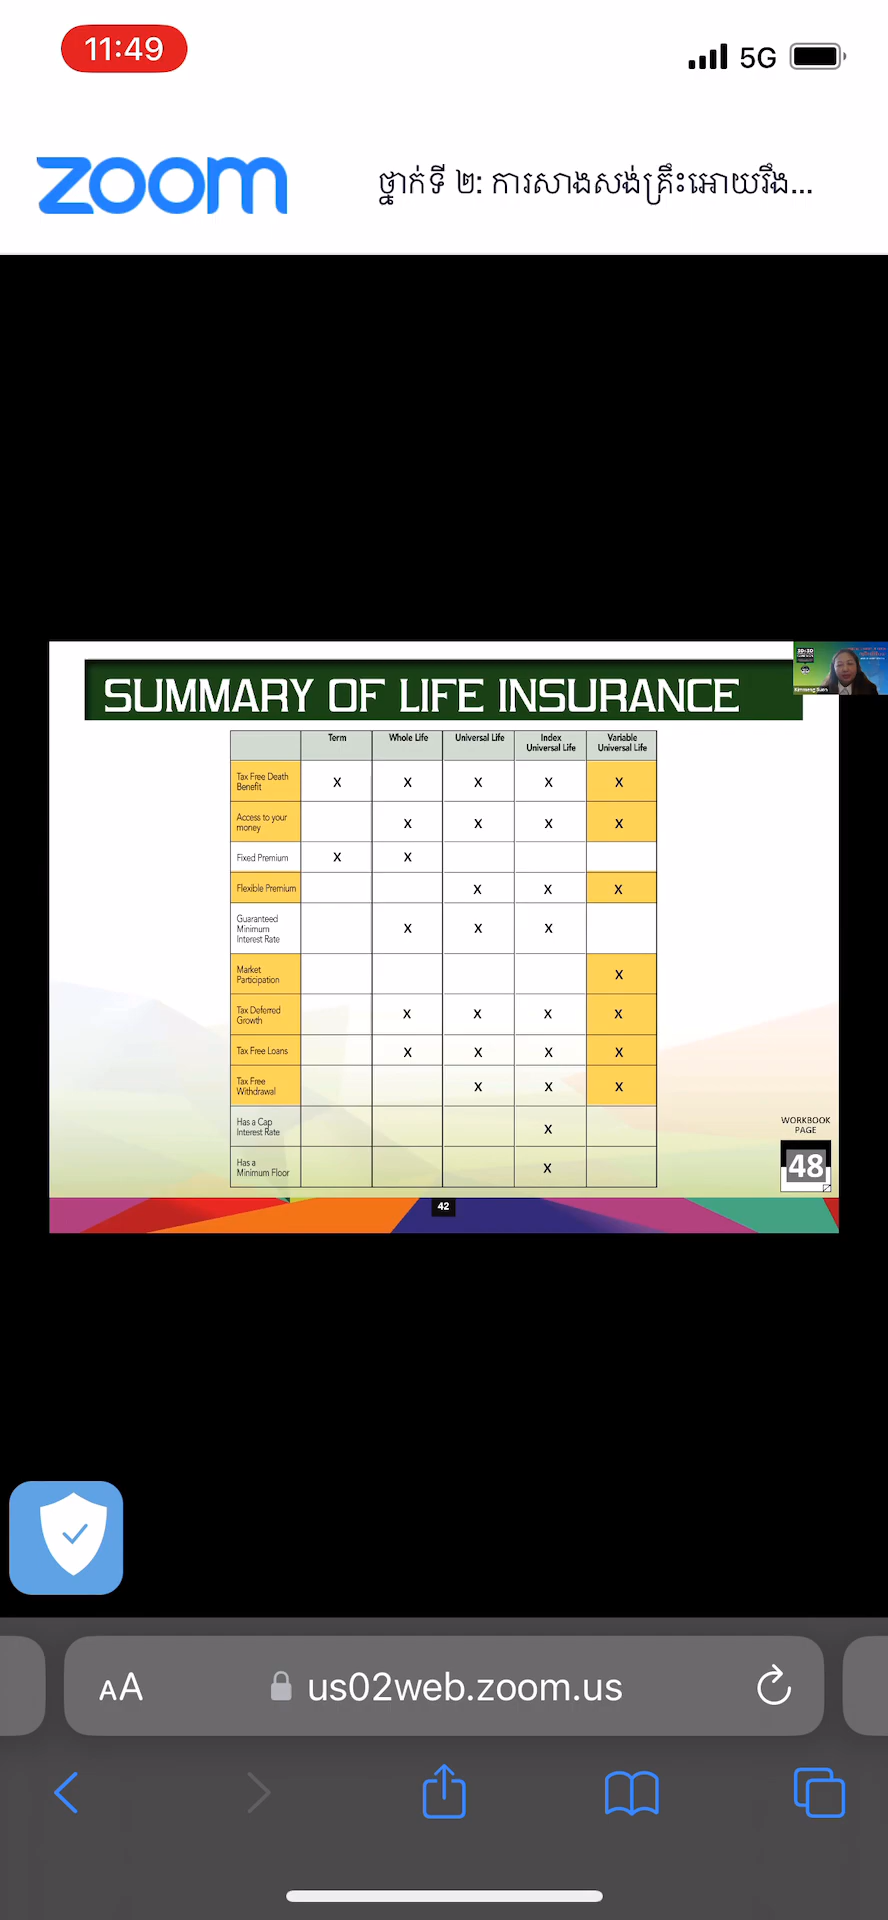 11:49
5G
zoom
ថ្នាក់ទី ២: ការសាងសង់គ្រឹះអោយរឹង...
SUMMARY OF LIFE INSURANCE
Term Whole Life Universal Life Index Universal Life Variable Universal Life
Tax Free Death Benefit X X X X X
Access to your money X X X X
Fixed Premium X X
Flexible Premium X X X
Guaranteed Minimum Interest Rate X X X
Market Participation X
Tax Deferred Growth X X X X
Tax Free Loans X X X X
Tax Free Withdrawal X X X
Has a Cap Interest Rate X
Has a Minimum Floor X
WORKBOOK
PAGE
48
42
AA us02web.zoom.us